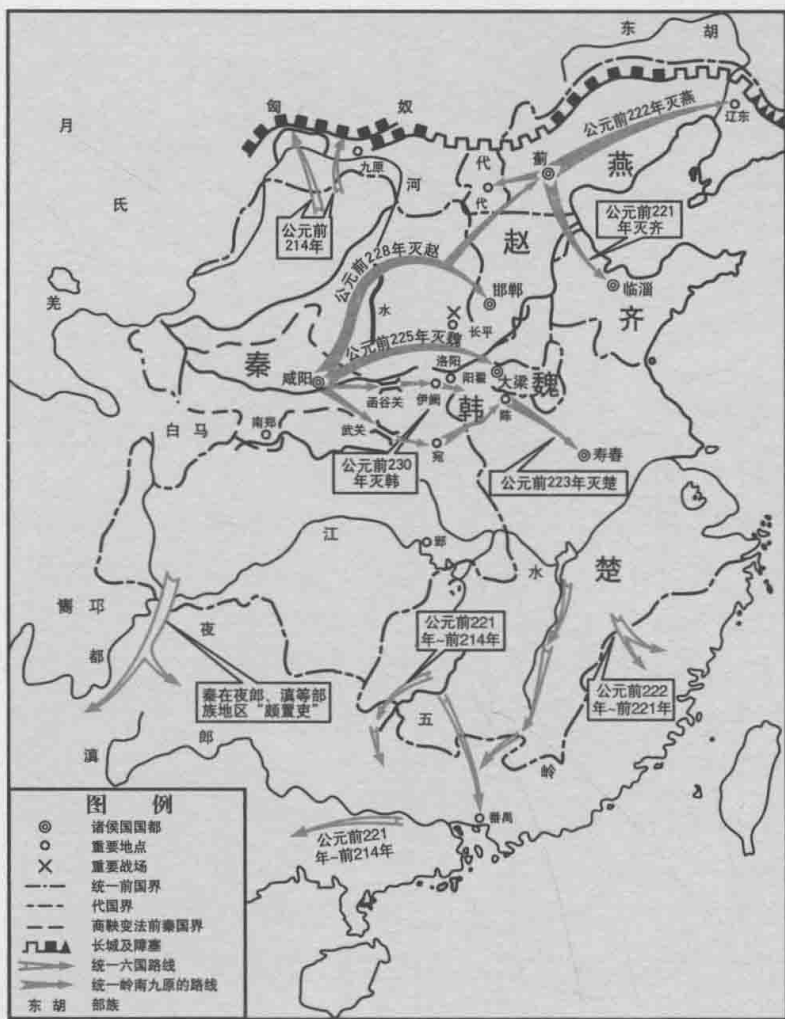 东 胡
匈 奴
月 氏
羌
九原
河
代
代
蓟
公元前222年灭燕
辽东
燕
公元前
214年
公元前221
年灭齐
公元前228年灭赵
赵
邯郸
临淄
齐
水
长平
公元前225年灭魏
秦
咸阳
函谷关
洛阳
伊阙
阳翟
韩
大梁
魏
陈
白马
南郑
武关
宛
公元前230
年灭韩
公元前223年灭楚
寿春
江
郢
水
楚
巂 邛
都
夜
郎
滇
秦在夜郎、滇等部
族地区“颇置吏”
公元前221
年~前214年
公元前222
年~前221年
五
岭
番禺
公元前221
年~前214年
图 例
诸侯国国都
重要地点
重要战场
统一前国界
代国界
商鞅变法前秦国界
长城及障塞
统一六国路线
统一岭南九原的路线
东 胡 部族